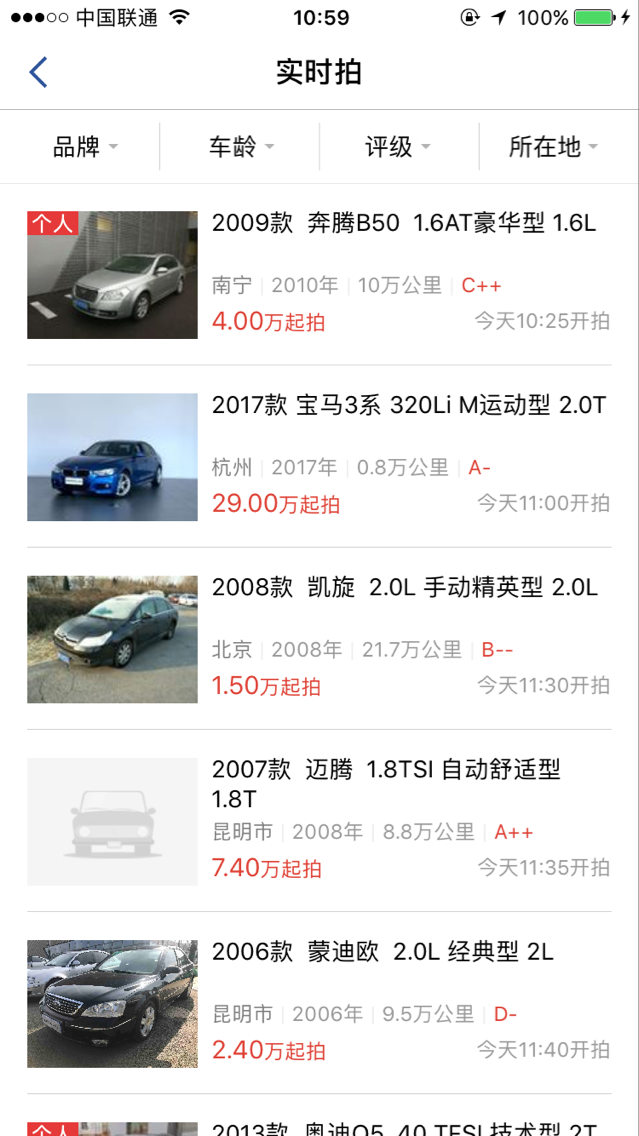 中国联通 10:59 100%
实时拍
品牌 车龄 评级 所在地
个人
2009款 奔腾B50 1.6AT豪华型 1.6L
南宁 2010年 10万公里 C++
4.00万起拍 今天10:25开拍
2017款 宝马3系 320Li M运动型 2.0T
杭州 2017年 0.8万公里 A-
29.00万起拍 今天11:00开拍
2008款 凯旋 2.0L 手动精英型 2.0L
北京 2008年 21.7万公里 B--
1.50万起拍 今天11:30开拍
2007款 迈腾 1.8TSI 自动舒适型
1.8T
昆明市 2008年 8.8万公里 A++
7.40万起拍 今天11:35开拍
2006款 蒙迪欧 2.0L 经典型 2L
昆明市 2006年 9.5万公里 D-
2.40万起拍 今天11:40开拍
个人
2013款 奥迪Q5 40 TFSI 技术型 2T